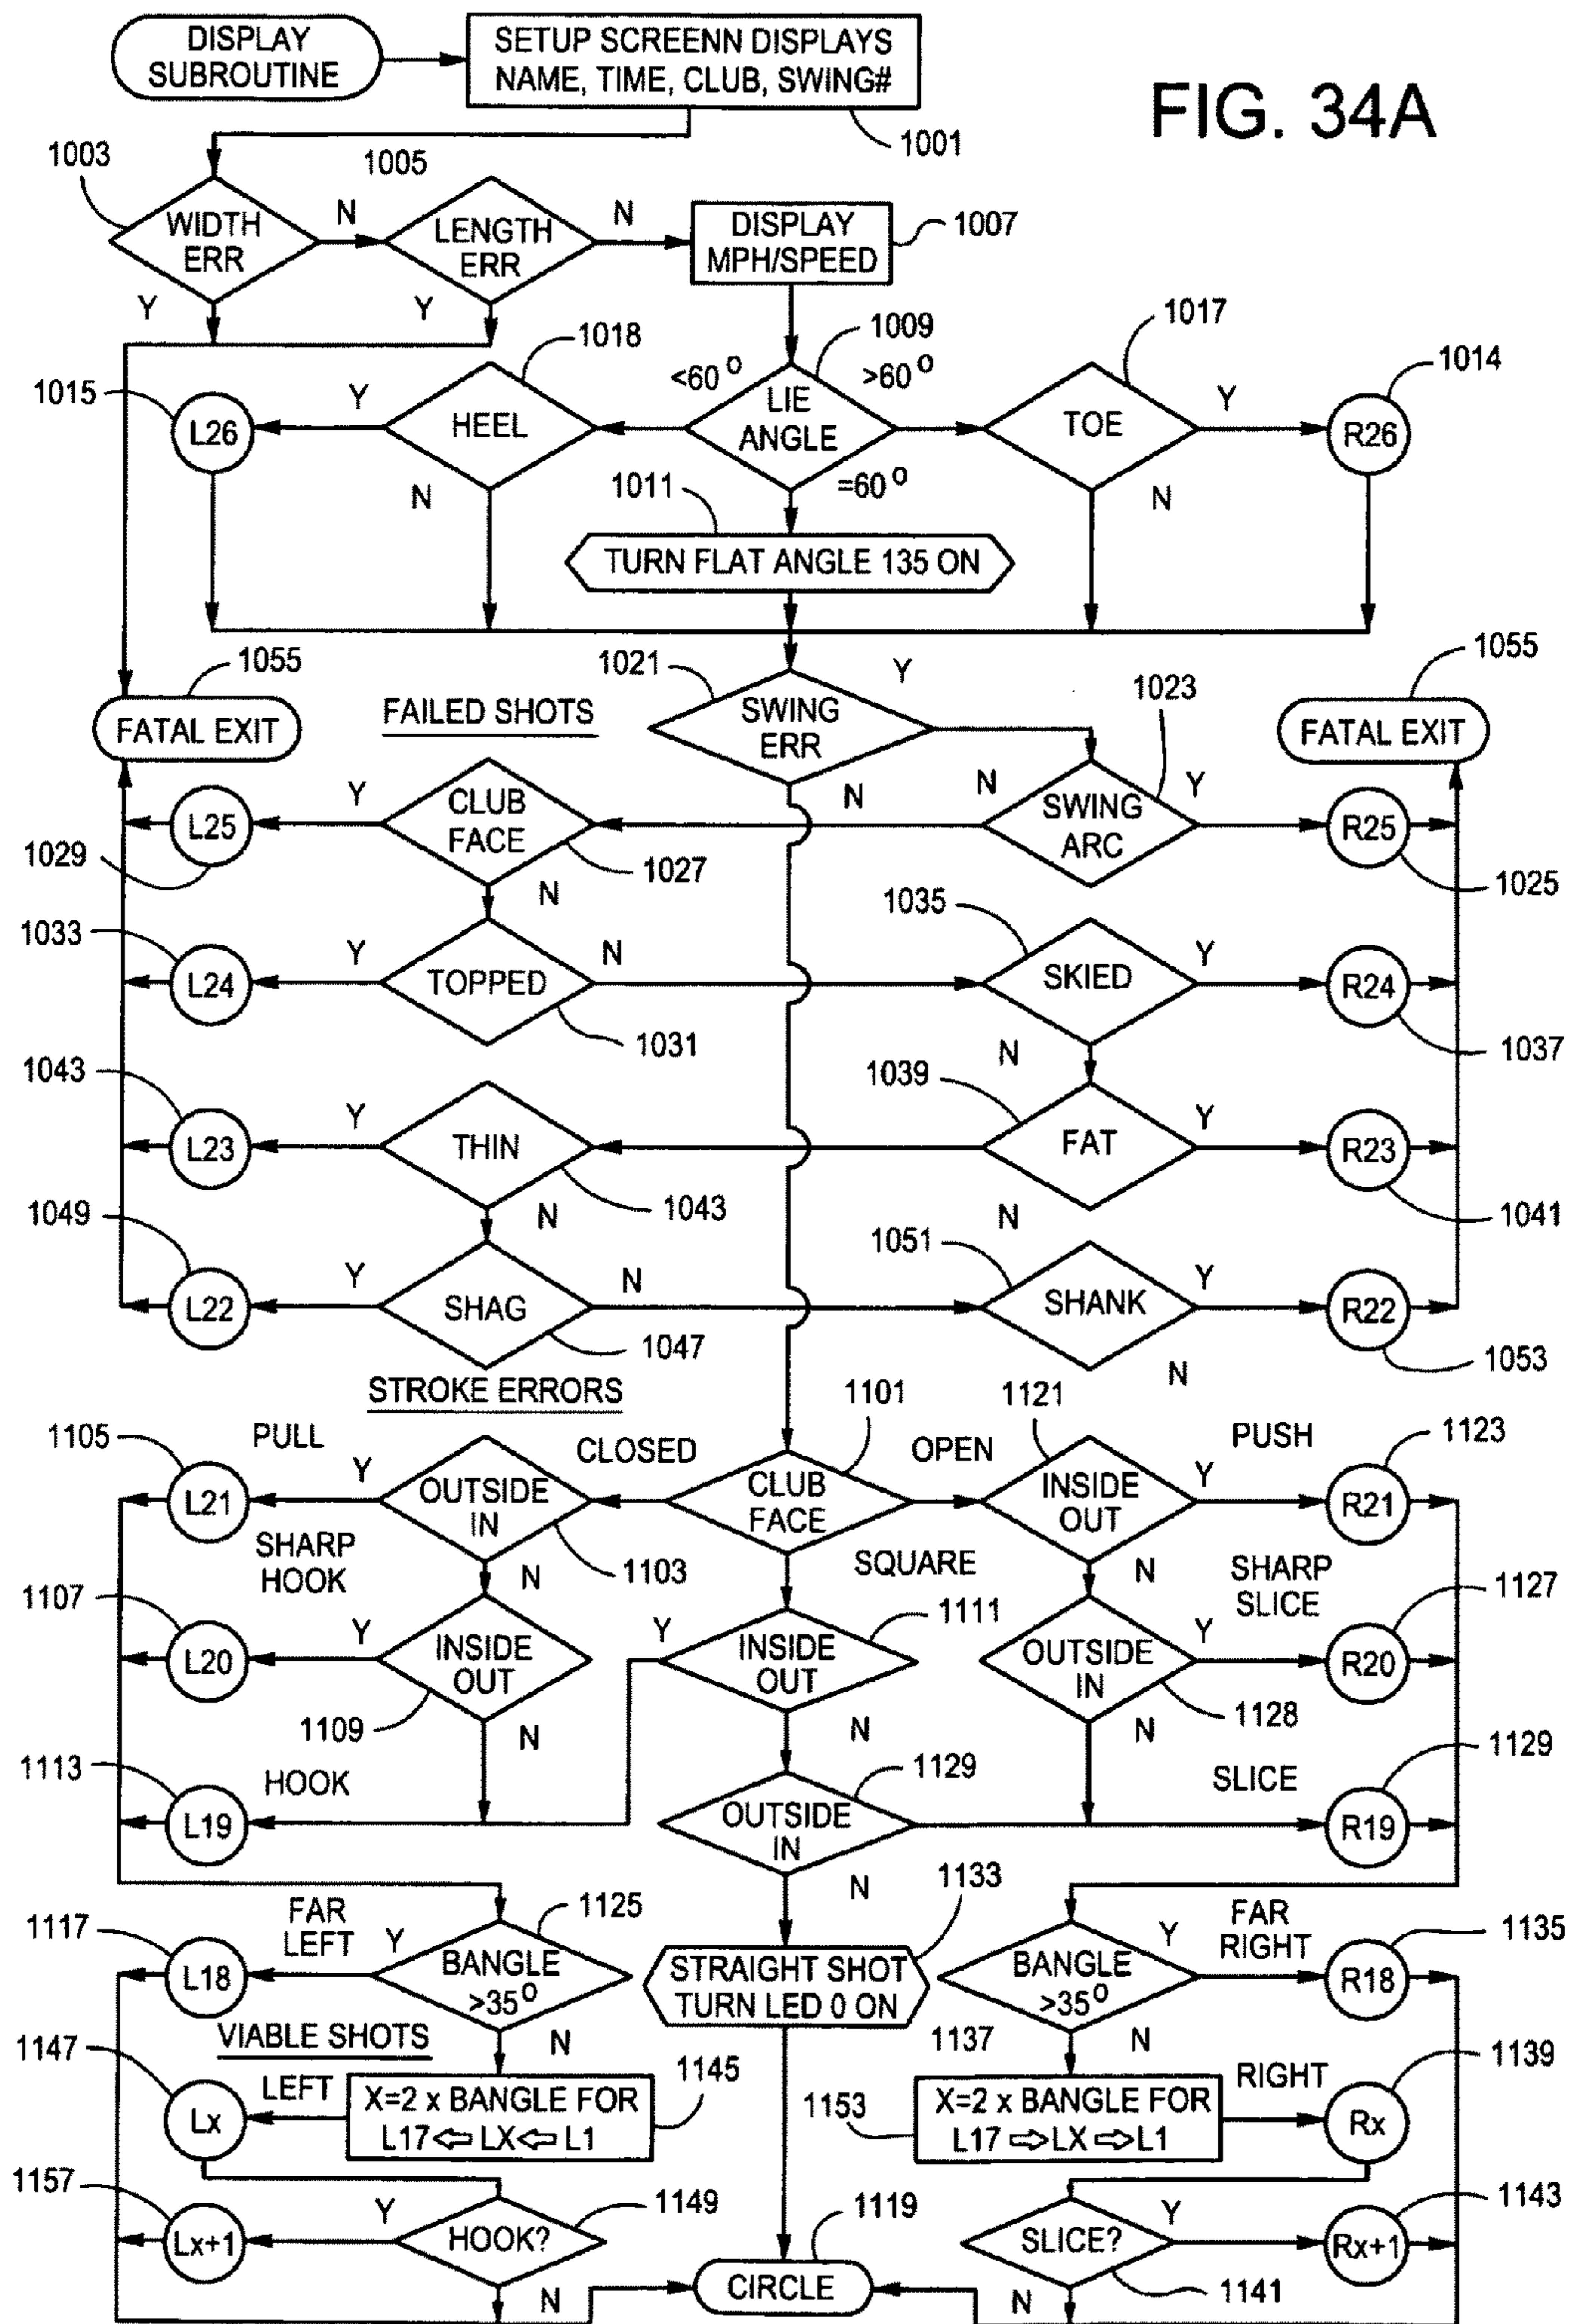 DISPLAY
SUBROUTINE
SETUP SCREENN DISPLAYS
NAME, TIME, CLUB, SWING#
FIG. 34A
1001
1003
1005
WIDTH
ERR
N
LENGTH
ERR
N
DISPLAY
MPH/SPEED
1007
Y
Y
1018
1009
1017
1014
<60°
>60°
1015
L26
Y
HEEL
LIE
ANGLE
TOE
Y
R26
N
1011
=60°
N
TURN FLAT ANGLE 135 ON
1055
1021
Y
1023
1055
FATAL EXIT
FAILED SHOTS
SWING
ERR
FATAL EXIT
L25
Y
CLUB
FACE
N
N
SWING
ARC
Y
R25
1029
1027
1025
N
1033
1035
L24
Y
TOPPED
N
SKIED
Y
R24
1031
1037
1043
N
1039
L23
Y
THIN
FAT
Y
R23
1043
1041
1049
N
N
1051
L22
Y
SHAG
N
SHANK
Y
R22
1047
1053
STROKE ERRORS
N
1105
PULL
CLOSED
1101
OPEN
1121
PUSH
1123
L21
Y
OUTSIDE
IN
CLUB
FACE
INSIDE
OUT
Y
R21
SHARP
HOOK
N
1103
SQUARE
N
SHARP
SLICE
1107
1111
1127
L20
Y
INSIDE
OUT
Y
INSIDE
OUT
OUTSIDE
IN
Y
R20
1109
N
N
N
1128
1113
HOOK
1129
SLICE
1129
L19
OUTSIDE
IN
R19
N
1133
1117
FAR
LEFT
Y
1125
Y
FAR
RIGHT
1135
L18
BANGLE
>35°
STRAIGHT SHOT
TURN LED 0 ON
BANGLE
>35°
R18
VIABLE SHOTS
N
1137
N
1147
LEFT
1145
RIGHT
1139
Lx
X=2 x BANGLE FOR
L17⇦LX⇦L1
1153
X=2 x BANGLE FOR
L17⇨LX⇨L1
Rx
1157
Y
1149
1119
Y
1143
Lx+1
HOOK?
CIRCLE
SLICE?
Rx+1
N
N
1141